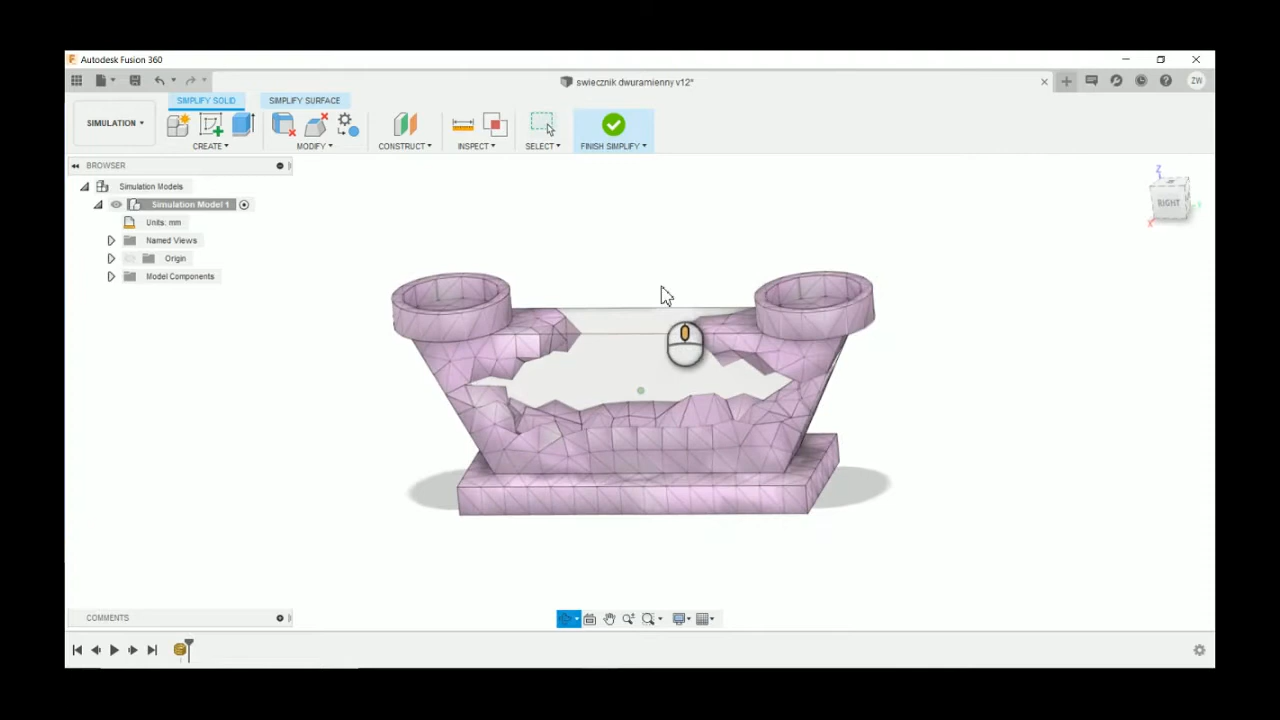 Autodesk Fusion 360
swiecznik dwuramienny v12*
ZW
SIMULATION
SIMPLIFY SOLID
SIMPLIFY SURFACE
CREATE
MODIFY
CONSTRUCT
INSPECT
SELECT
FINISH SIMPLIFY
BROWSER
Simulation Models
Simulation Model 1
Units: mm
Named Views
Origin
Model Components
Z
RIGHT
X
COMMENTS